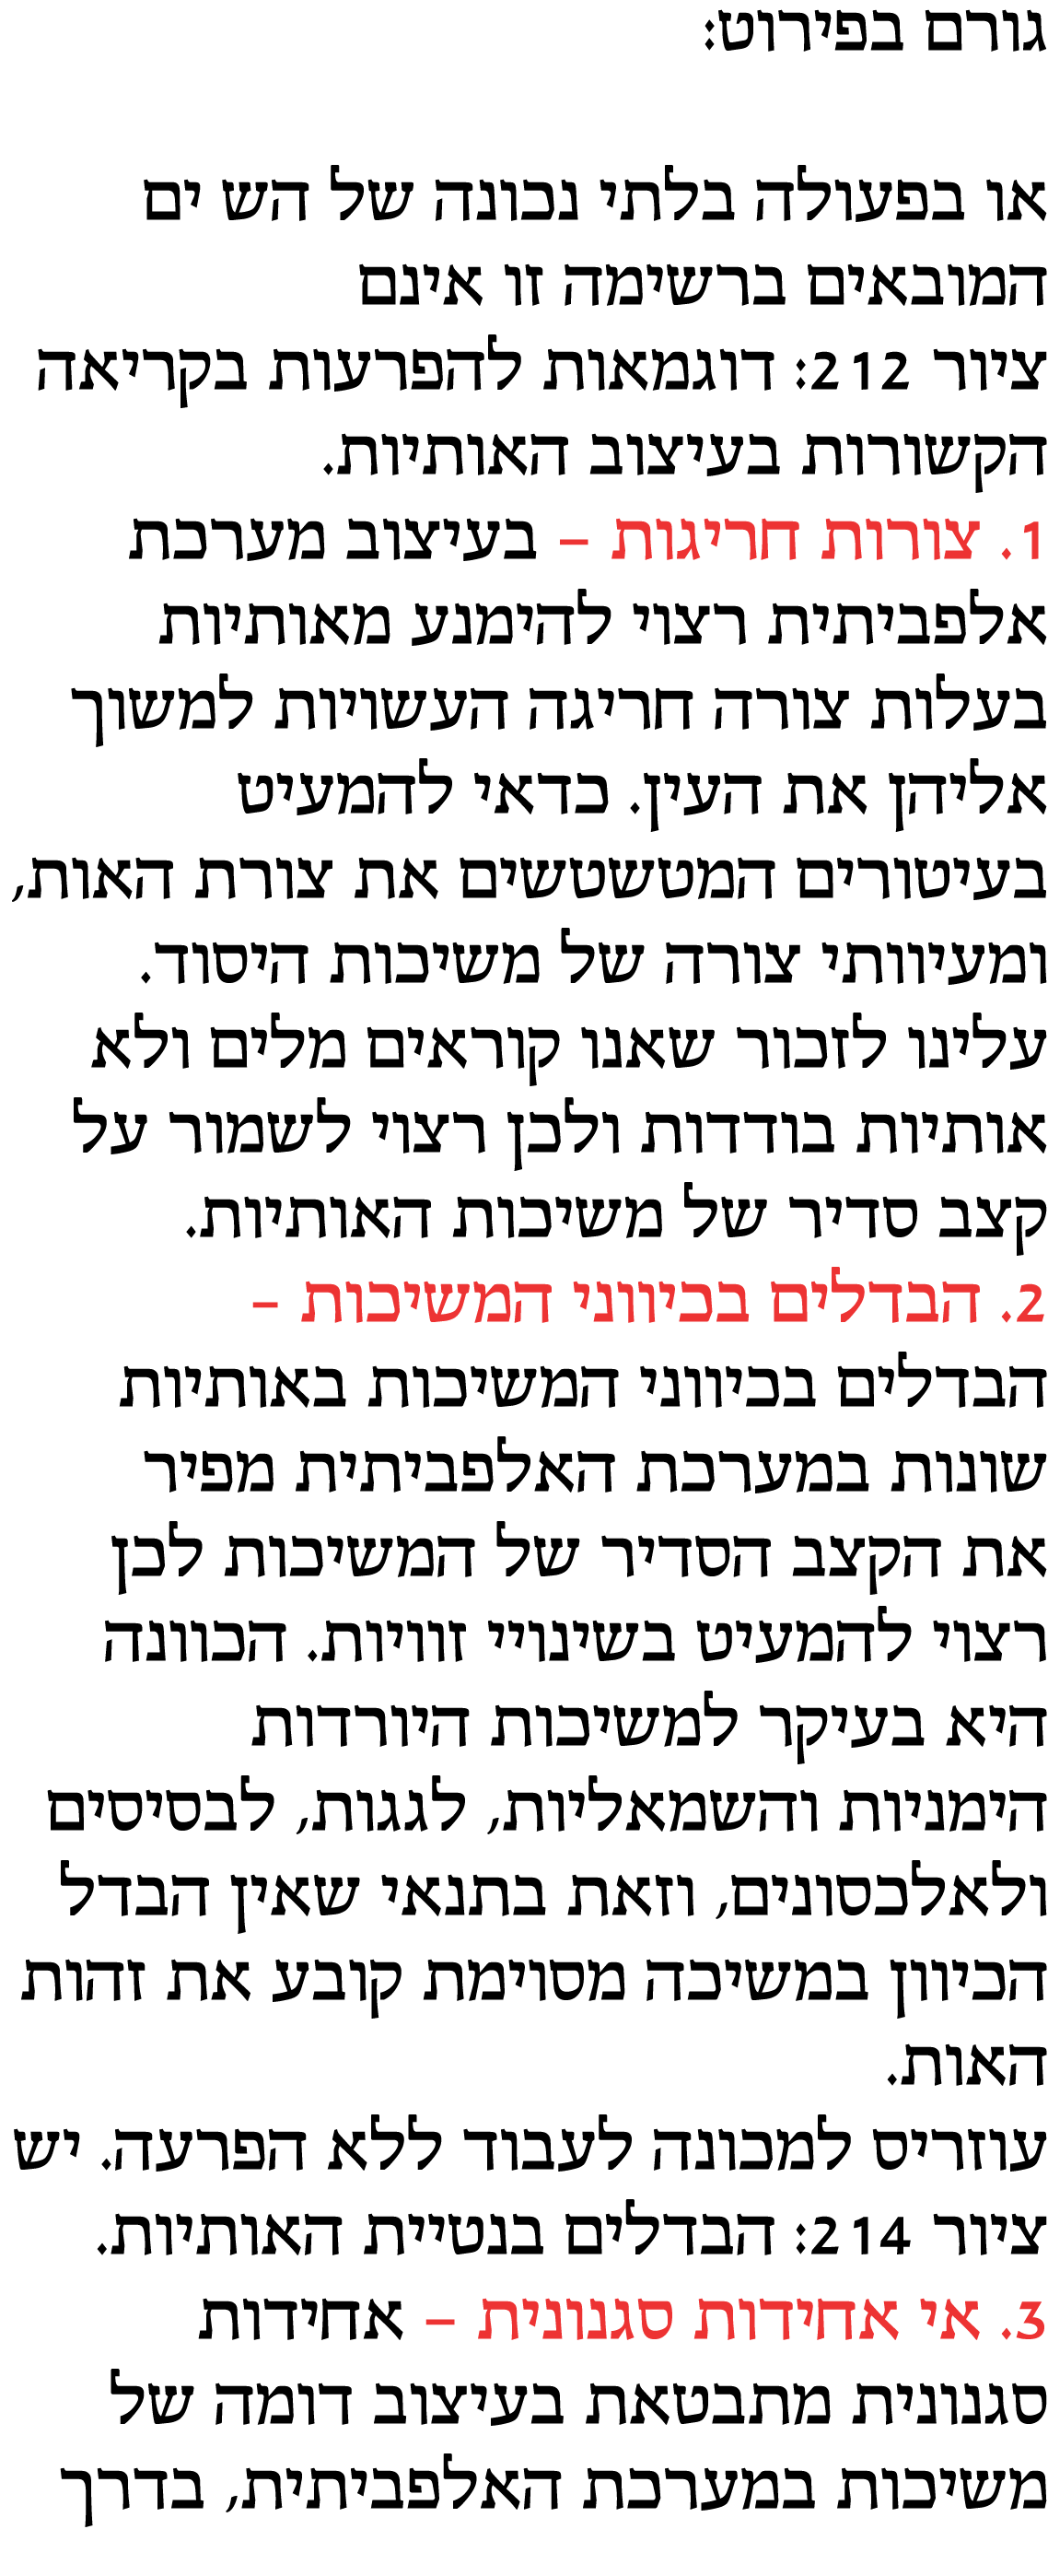 גורם בפירוט:
או בפעולה בלתי נכונה של הש ים
המובאים ברשימה זו אינם
ציור 212: דוגמאות להפרעות בקריאה
הקשורות בעיצוב האותיות.
1. צורות חריגות – בעיצוב מערכת
אלפביתית רצוי להימנע מאותיות
בעלות צורה חריגה העשויות למשוך
אליהן את העין. כדאי להמעיט
בעיטורים המטשטשים את צורת האות,
ומעיוותי צורה של משיכות היסוד.
עלינו לזכור שאנו קוראים מלים ולא
אותיות בודדות ולכן רצוי לשמור על
קצב סדיר של משיכות האותיות.
2. הבדלים בכיווני המשיכות –
הבדלים בכיווני המשיכות באותיות
שונות במערכת האלפביתית מפיר
את הקצב הסדיר של המשיכות לכן
רצוי להמעיט בשינויי זוויות. הכוונה
היא בעיקר למשיכות היורדות
הימניות והשמאליות, לגגות, לבסיסים
ולאלכסונים, וזאת בתנאי שאין הבדל
הכיוון במשיכה מסוימת קובע את זהות
האות.
עוזריס למכונה לעבוד ללא הפרעה. יש
ציור 214: הבדלים בנטיית האותיות.
3. אי אחידות סגנונית – אחידות
סגנונית מתבטאת בעיצוב דומה של
משיכות במערכת האלפביתית, בדרך